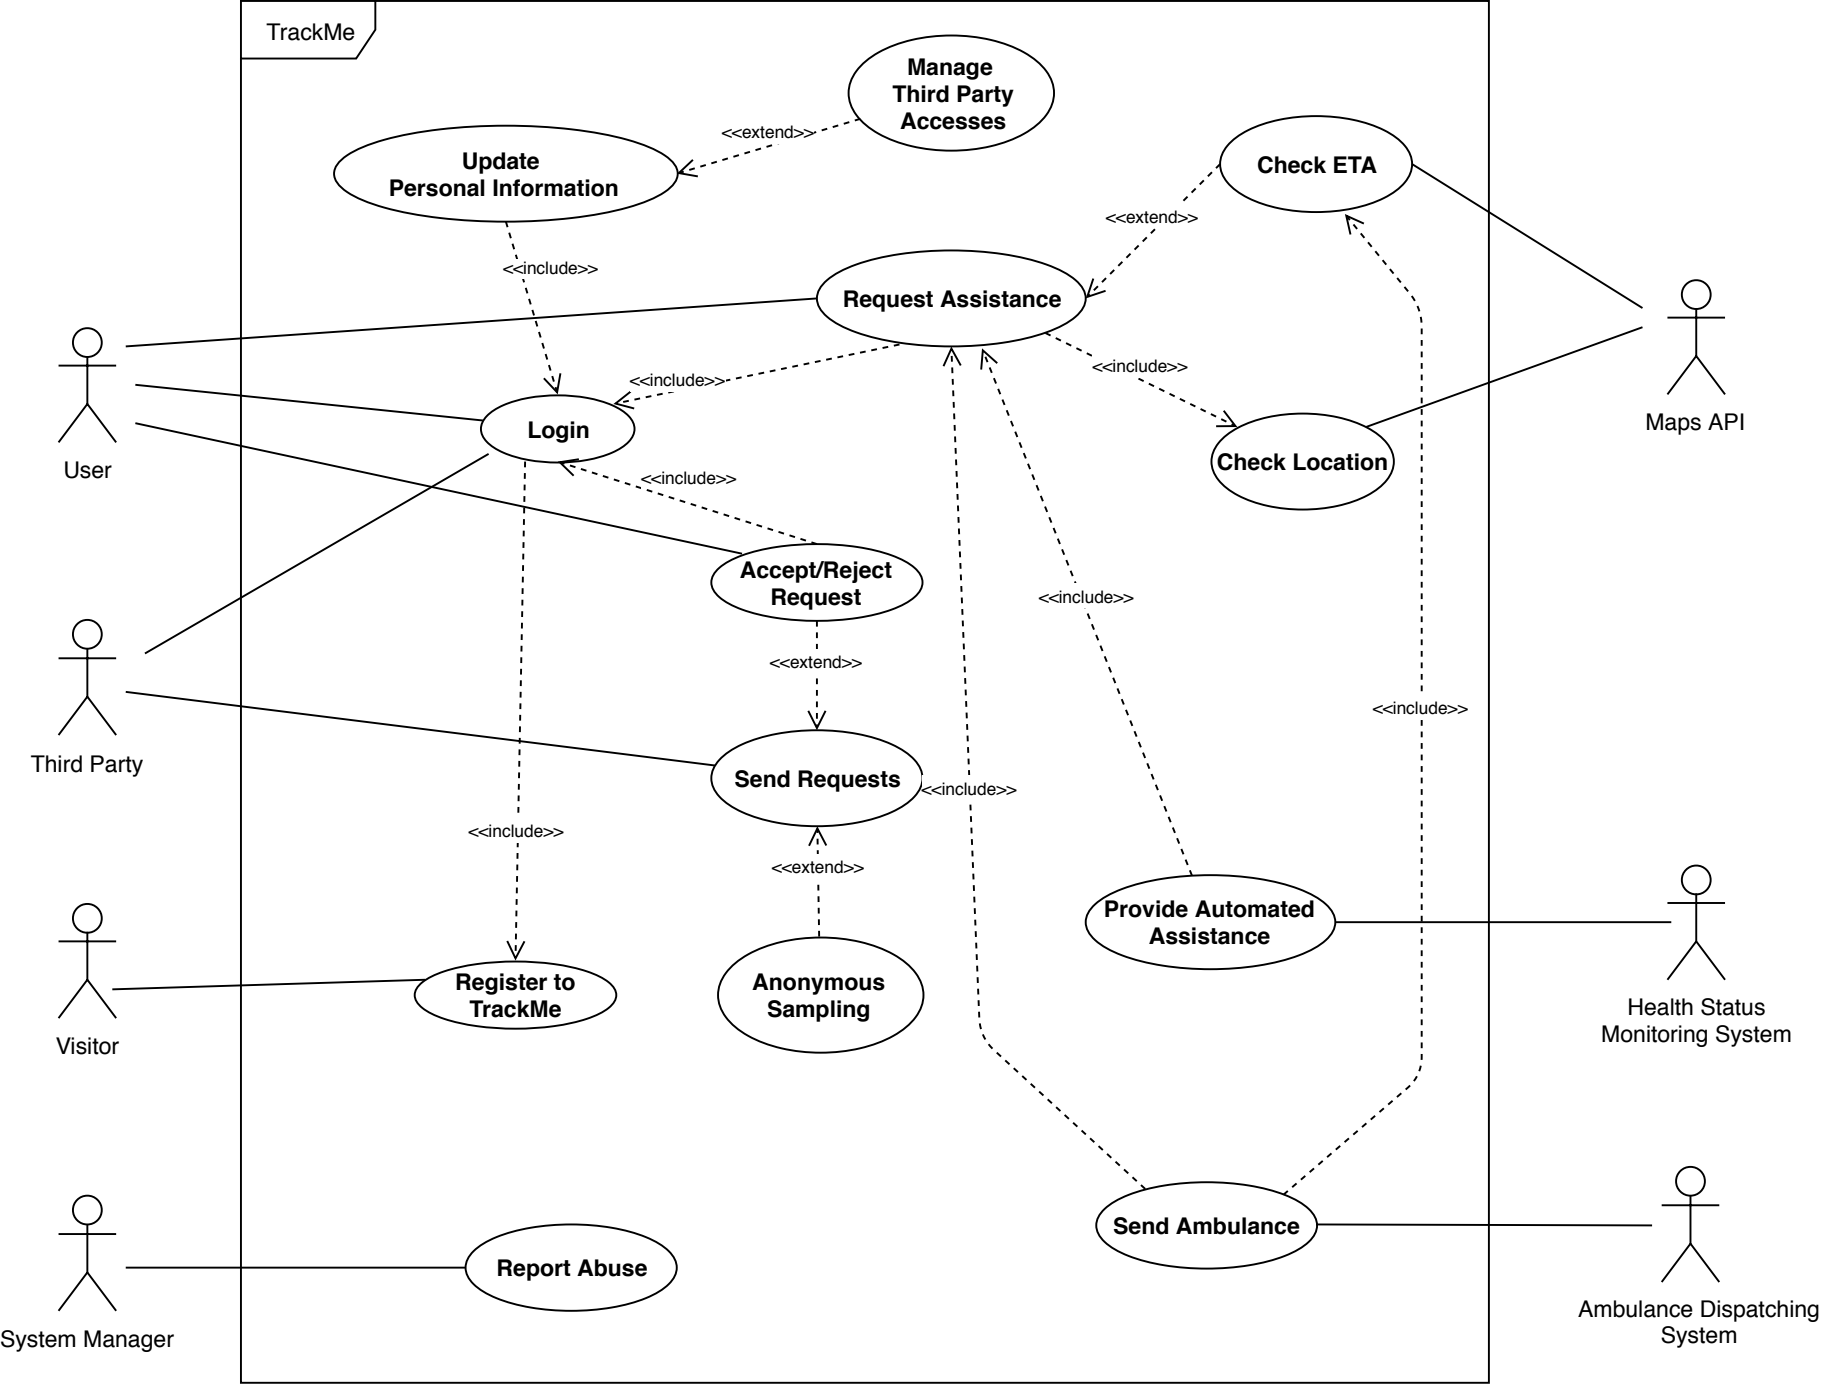 TrackMe
Manage
Third Party
Accesses
<<extend>>
Update
Personal Information
Check ETA
<<extend>>
<<include>>
Request Assistance
<<include>>
<<include>>
Login
Maps API
User
Check Location
<<include>>
Accept/Reject
Request
<<include>>
<<extend>>
<<include>>
Third Party
Send Requests
<<include>>
<<include>>
<<extend>>
Provide Automated
Assistance
Register to
TrackMe
Anonymous
Sampling
Visitor
Health Status
Monitoring System
Send Ambulance
Report Abuse
System Manager
Ambulance Dispatching
System